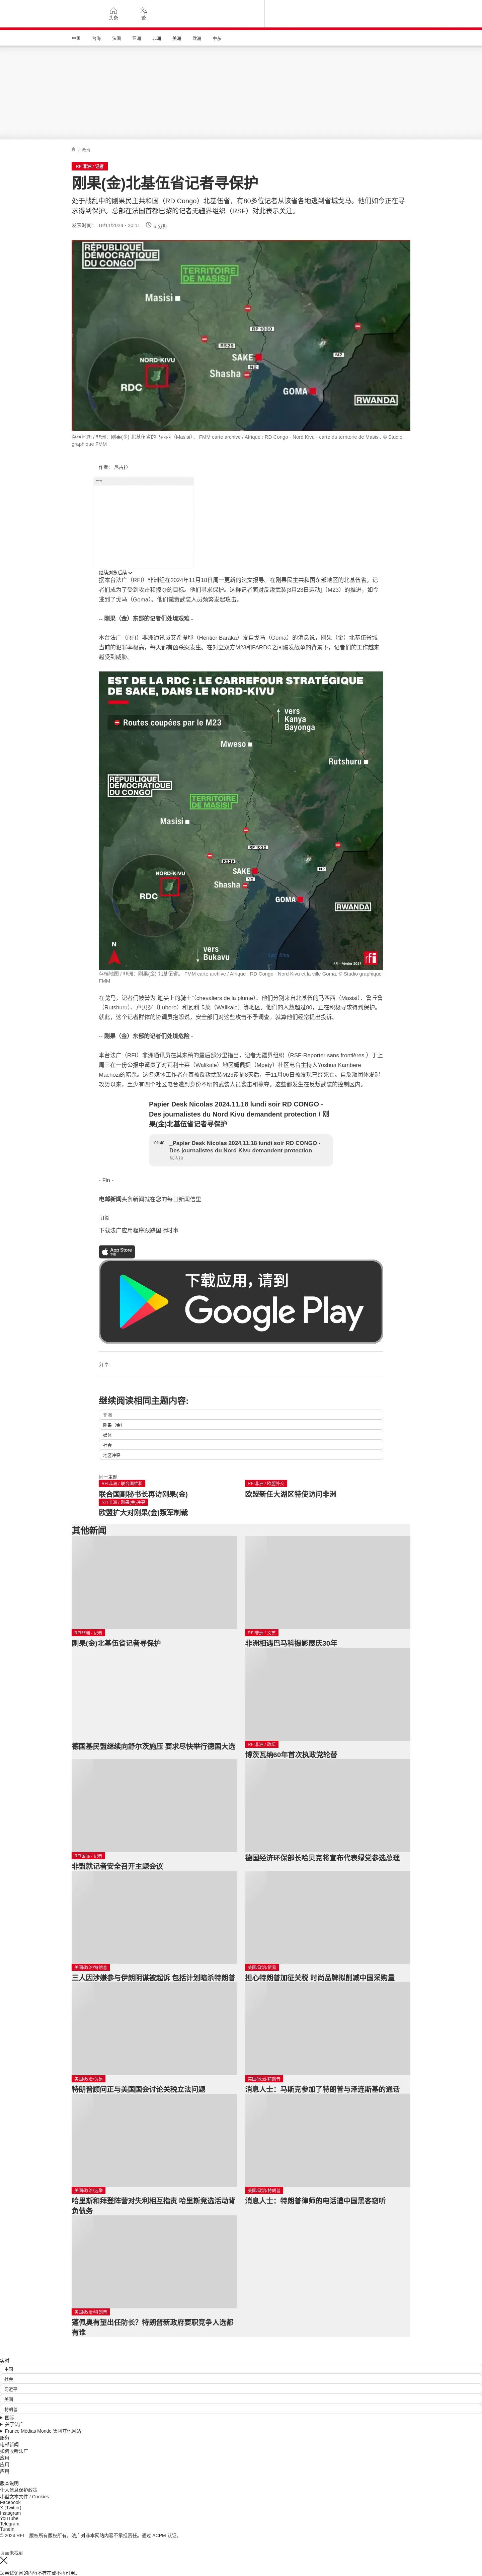 头条
繁
中国
台湾
法国
亚洲
非洲
美洲
欧洲
中东
/ 政治
RFI非洲 / 记者
刚果(金)北基伍省记者寻保护
处于战乱中的刚果民主共和国（RD Congo）北基伍省，有80多位记者从该省各地逃到省城戈马。他们如今正在寻求得到保护。总部在法国首都巴黎的记者无疆界组织（RSF）对此表示关注。
发表时间： 18/11/2024 - 20:11
6 分钟
RÉPUBLIQUE
DÉMOCRATIQUE
DU CONGO
TERRITOIRE
DE MASISI
Masisi
RP 1030
RS29
N2
SAKE
Shasha
N2
NORD-KIVU
RDC
GOMA
RWANDA
存档地图 / 非洲：刚果(金) 北基伍省的马西西（Masisi）。 FMM carte archive / Afrique : RD Congo - Nord Kivu - carte du territoire de Masisi. © Studio graphique FMM
作者： 尼古拉
广告
继续浏览后续
据本台法广（RFI）非洲组在2024年11月18日周一更新的法文报导。在刚果民主共和国东部地区的北基伍省，记者们成为了受到攻击和掠夺的目标。他们寻求保护。这群记者面对反叛武装[3月23日运动]（M23）的推进，如今逃到了戈马（Goma）。他们谴责武装人员频繁发起攻击。
-- 刚果（金）东部的记者们处境艰难 -
本台法广（RFI）非洲通讯员艾希提耶（Héritier Baraka）发自戈马（Goma）的消息说，刚果（金）北基伍省城当前的犯罪率极高，每天都有凶杀案发生。在对立双方M23和FARDC之间爆发战争的背景下，记者们的工作越来越受到威胁。
EST DE LA RDC : LE CARREFOUR STRATÉGIQUE
DE SAKE, DANS LE NORD-KIVU
Routes coupées par le M23
vers
Kanya
Bayonga
Mweso
Rutshuru
RÉPUBLIQUE
DÉMOCRATIQUE
DU CONGO
TERRITOIRE
DE MASISI
Masisi
RP 1030
RS29
N2
SAKE
Shasha
N2
NORD-KIVU
RDC
GOMA
RWANDA
N
vers
Bukavu
Lac Kivu
RFI - Février 2024
rfi
存档地图 / 非洲：刚果(金) 北基伍省。 FMM carte archive / Afrique : RD Congo - Nord Kivu et la ville Goma. © Studio graphique FMM
在戈马，记者们被誉为"笔尖上的骑士"(chevaliers de la plume）。他们分别来自北基伍的马西西（Masisi）、鲁丘鲁（Rutshuru）、卢贝罗（Lubero）和瓦利卡莱（Walikale）等地区。他们的人数超过80，正在积极寻求得到保护。就此，这个记者群体的协调员抱怨说，安全部门对这些攻击不予调查，就算他们经常提出投诉。
-- 刚果（金）东部的记者们处境危险 -
本台法广（RFI）非洲通讯员在其来稿的最后部分里指出，记者无疆界组织（RSF-Reporter sans frontières ）于上周三在一份公报中谴责了对瓦利卡莱（Walikale）地区姆佩提（Mpety）社区电台主持人Yoshua Kambere Machozi的暗杀。这名媒体工作者在其被反叛武装M23逮捕8天后，于11月06日被发现已经死亡。自反叛团体发起攻势以来，至少有四个社区电台遭到身份不明的武装人员袭击和掠夺。这些都发生在反叛武装的控制区内。
Papier Desk Nicolas 2024.11.18 lundi soir RD CONGO - Des journalistes du Nord Kivu demandent protection / 刚果(金)北基伍省记者寻保护
01:40
_Papier Desk Nicolas 2024.11.18 lundi soir RD CONGO - Des journalistes du Nord Kivu demandent protection
尼古拉
- Fin -
电邮新闻头条新闻就在您的每日新闻信里
订阅
下载法广应用程序跟踪国际时事
App Store
下载
下载应用，请到
Google Play
分享
继续阅读相同主题内容:
非洲
刚果（金）
媒体
社会
地区冲突
同一主题
RFI非洲 / 联合国维和
联合国副秘书长再访刚果(金)
RFI非洲 / 欧盟外交
欧盟新任大湖区特使访问非洲
RFI非洲 / 刚果(金)冲突
欧盟扩大对刚果(金)叛军制裁
其他新闻
RFI非洲 / 记者
刚果(金)北基伍省记者寻保护
RFI非洲 / 文艺
非洲相遇巴马科摄影展庆30年
德国基民盟继续向舒尔茨施压 要求尽快举行德国大选
RFI非洲 / 政坛
博茨瓦纳60年首次执政党轮替
RFI国际 / 记者
非盟就记者安全召开主题会议
德国经济环保部长哈贝克将宣布代表绿党参选总理
美国/政治/特朗普
三人因涉嫌参与伊朗阴谋被起诉 包括计划暗杀特朗普
美国/政治/贸易
担心特朗普加征关税 时尚品牌拟削减中国采购量
美国/政治/贸易
特朗普顾问正与美国国会讨论关税立法问题
美国/政治/特朗普
消息人士：马斯克参加了特朗普与泽连斯基的通话
美国/政治/选举
哈里斯和拜登阵营对失利相互指责 哈里斯竞选活动背负债务
美国/政治/特朗普
消息人士：特朗普律师的电话遭中国黑客窃听
美国/政治/特朗普
蓬佩奥有望出任防长？特朗普新政府要职竞争人选都有谁
实时
中国
社会
习近平
美国
特朗普
国际
关于法广
France Médias Monde 集团其他网站
服务
电邮新闻
如何收听法广
应用
应用
应用
版本说明
个人信息保护政策
小型文本文件 / Cookies
Facebook
X (Twitter)
Instagram
YouTube
Telegram
TuneIn
© 2024 RFI – 版权所有版权所有。法广对非本网站内容不承担责任。通过 ACPM 认证。
页面未找到
您尝试访问的内容不存在或不再可用。